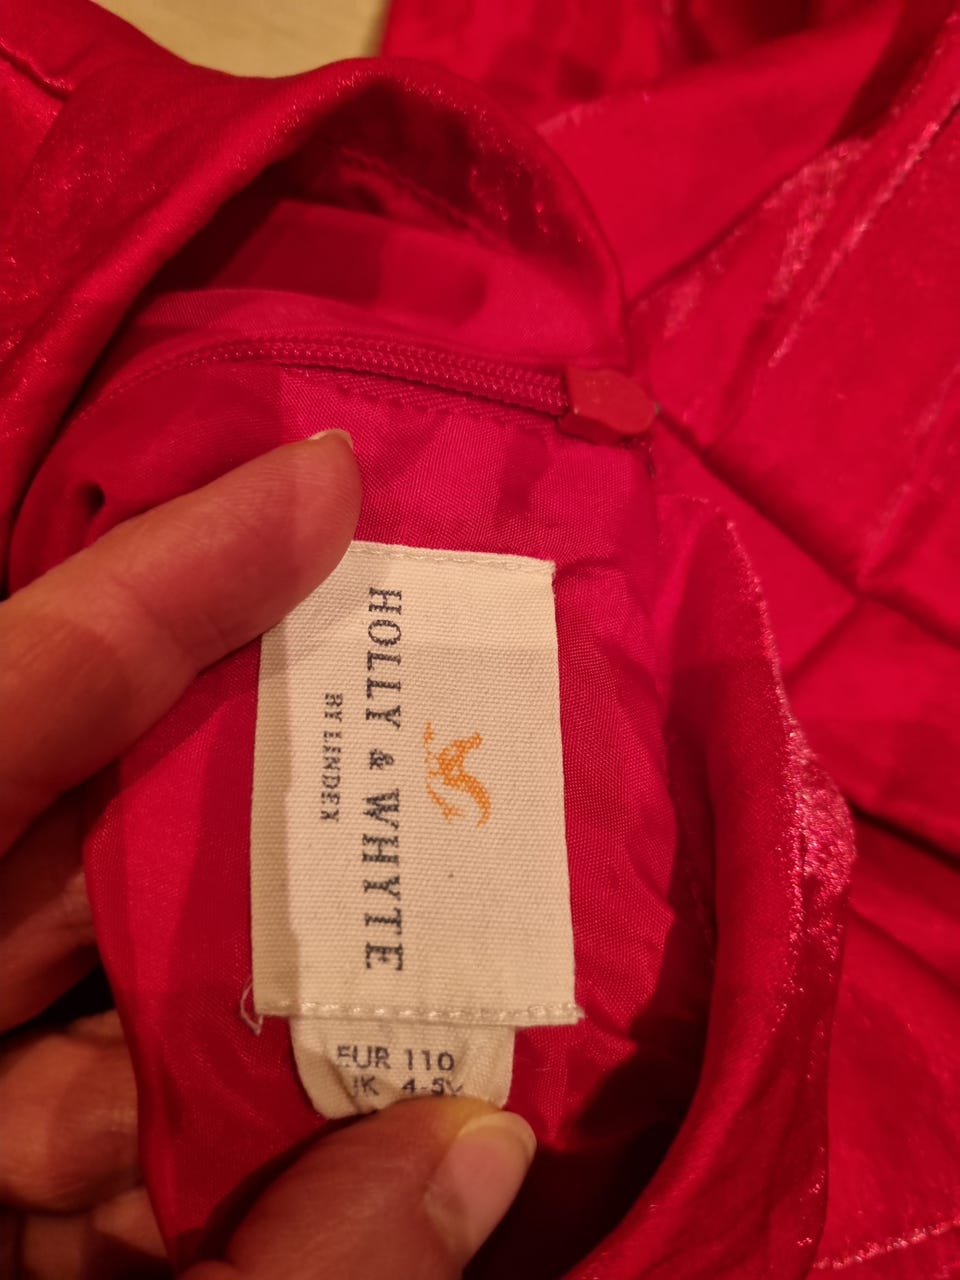 HOLLY & WHYTE
BY LINDEX
EUR 110
UK 4-5Y